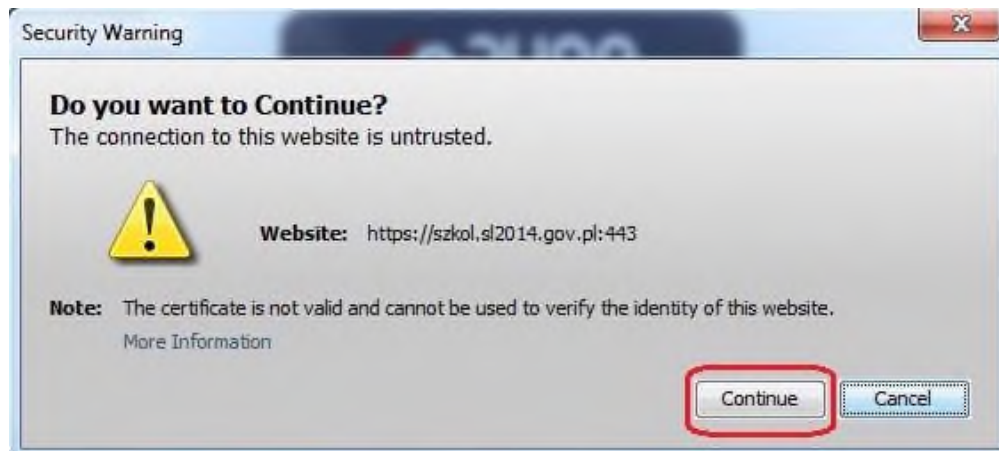 Security Warning
Do you want to Continue?
The connection to this website is untrusted.
Website: https://szkol.sl2014.gov.pl:443
Note: The certificate is not valid and cannot be used to verify the identity of this website.
More Information
Continue Cancel